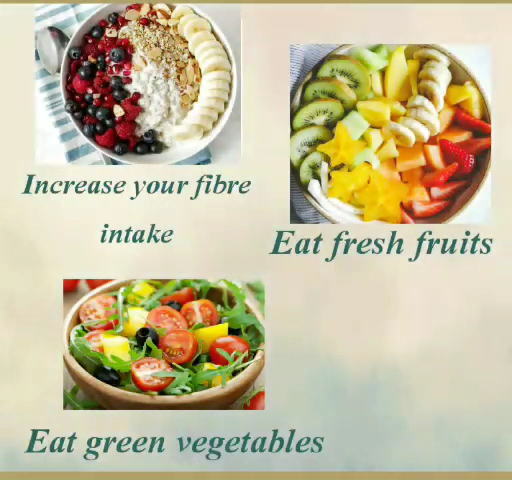 Increase your fibre
intake
Eat fresh fruits
Eat green vegetables